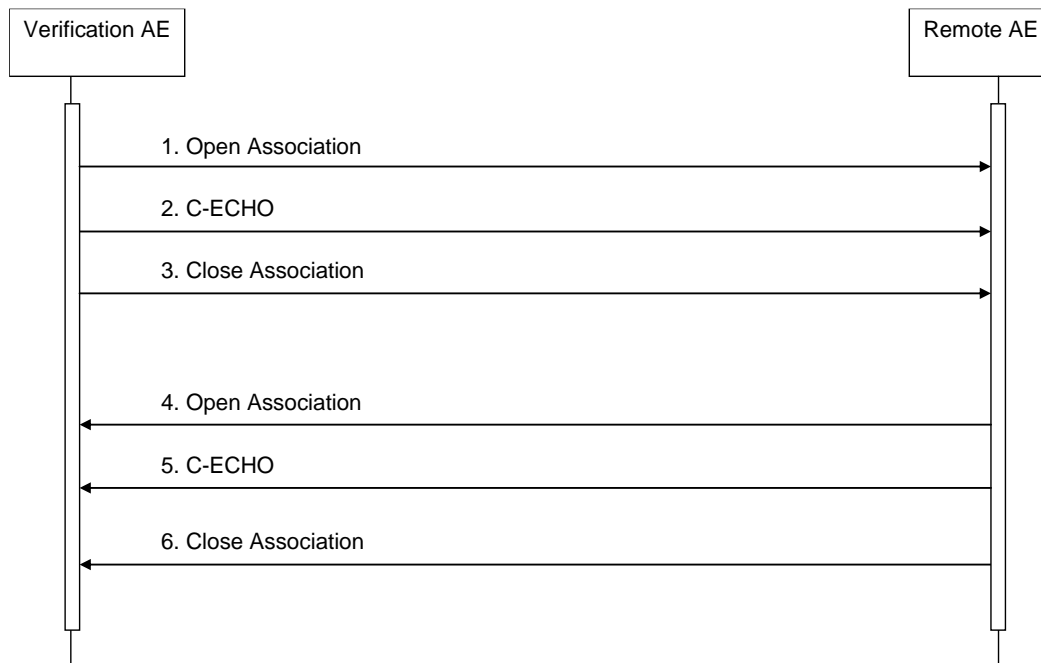 Verification AE
Remote AE
1. Open Association
2. C-ECHO
3. Close Association
4. Open Association
5. C-ECHO
6. Close Association